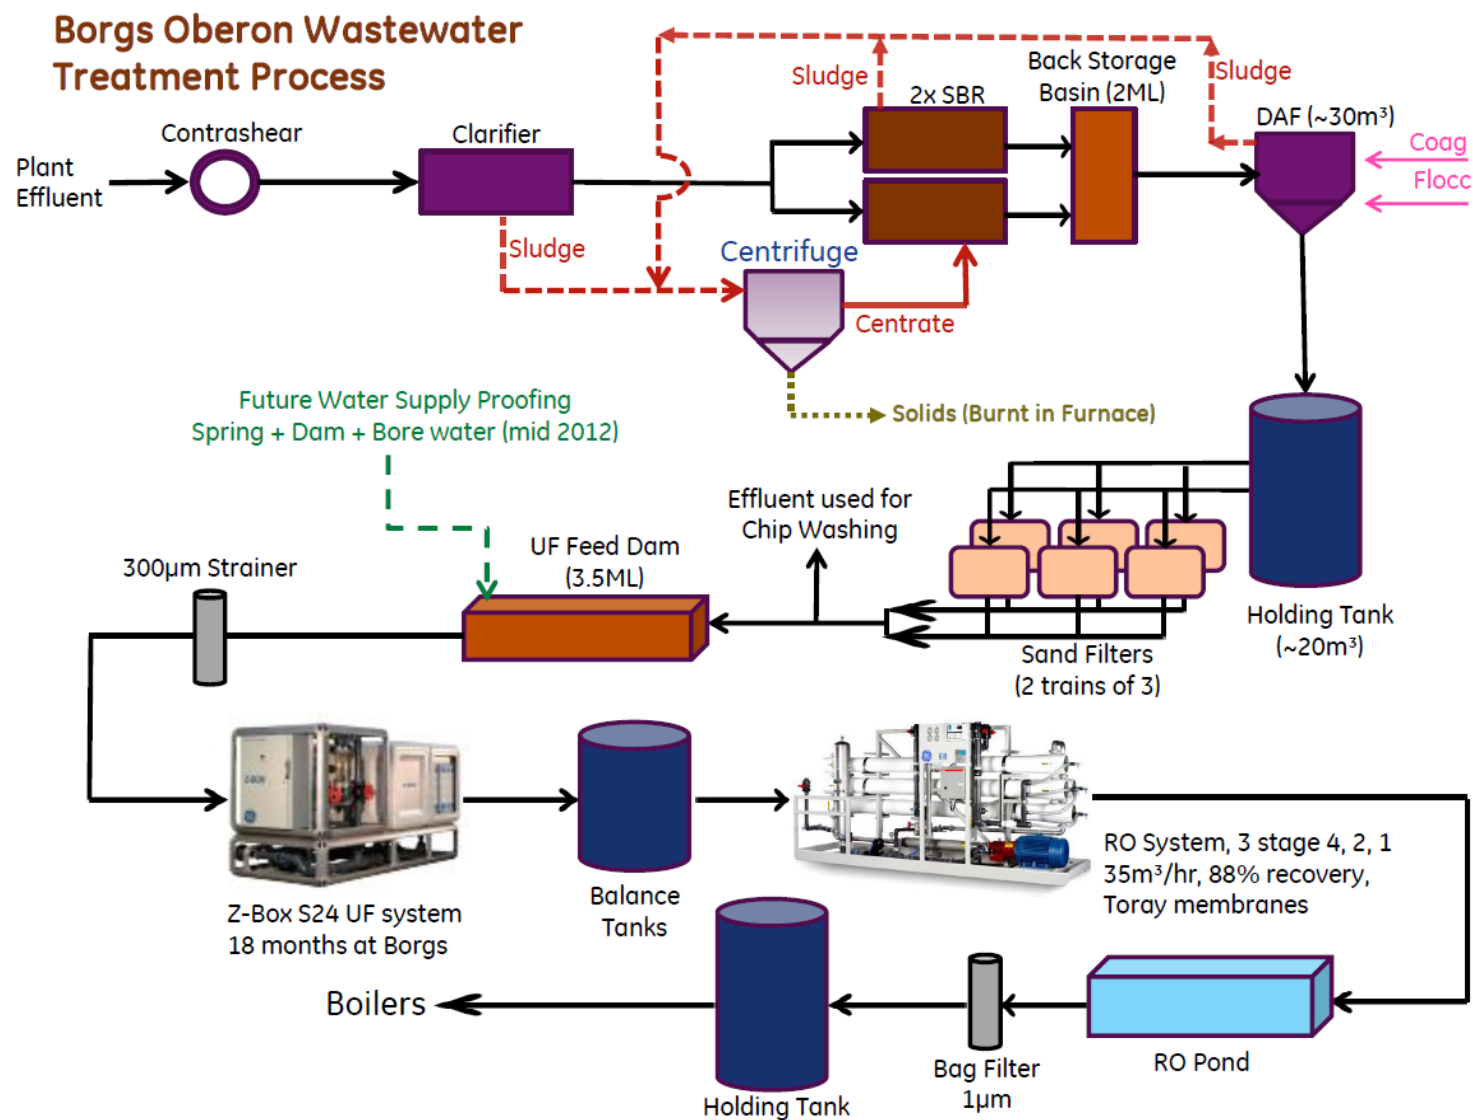 Borgs Oberon Wastewater
Treatment Process
Contrashear
Plant
Effluent
Clarifier
Sludge
Sludge
2x SBR
Back Storage
Basin (2ML)
Sludge
DAF (~30m³)
Coag
Flocc
Centrifuge
Centrate
Solids (Burnt in Furnace)
Future Water Supply Proofing
Spring + Dam + Bore water (mid 2012)
Effluent used for
Chip Washing
300µm Strainer
UF Feed Dam
(3.5ML)
Sand Filters
(2 trains of 3)
Holding Tank
(~20m³)
Z-BOX
E8
Z-Box S24 UF system
18 months at Borgs
Balance
Tanks
RO System, 3 stage 4, 2, 1
35m³/hr, 88% recovery,
Toray membranes
Boilers
Holding Tank
Bag Filter
1µm
RO Pond